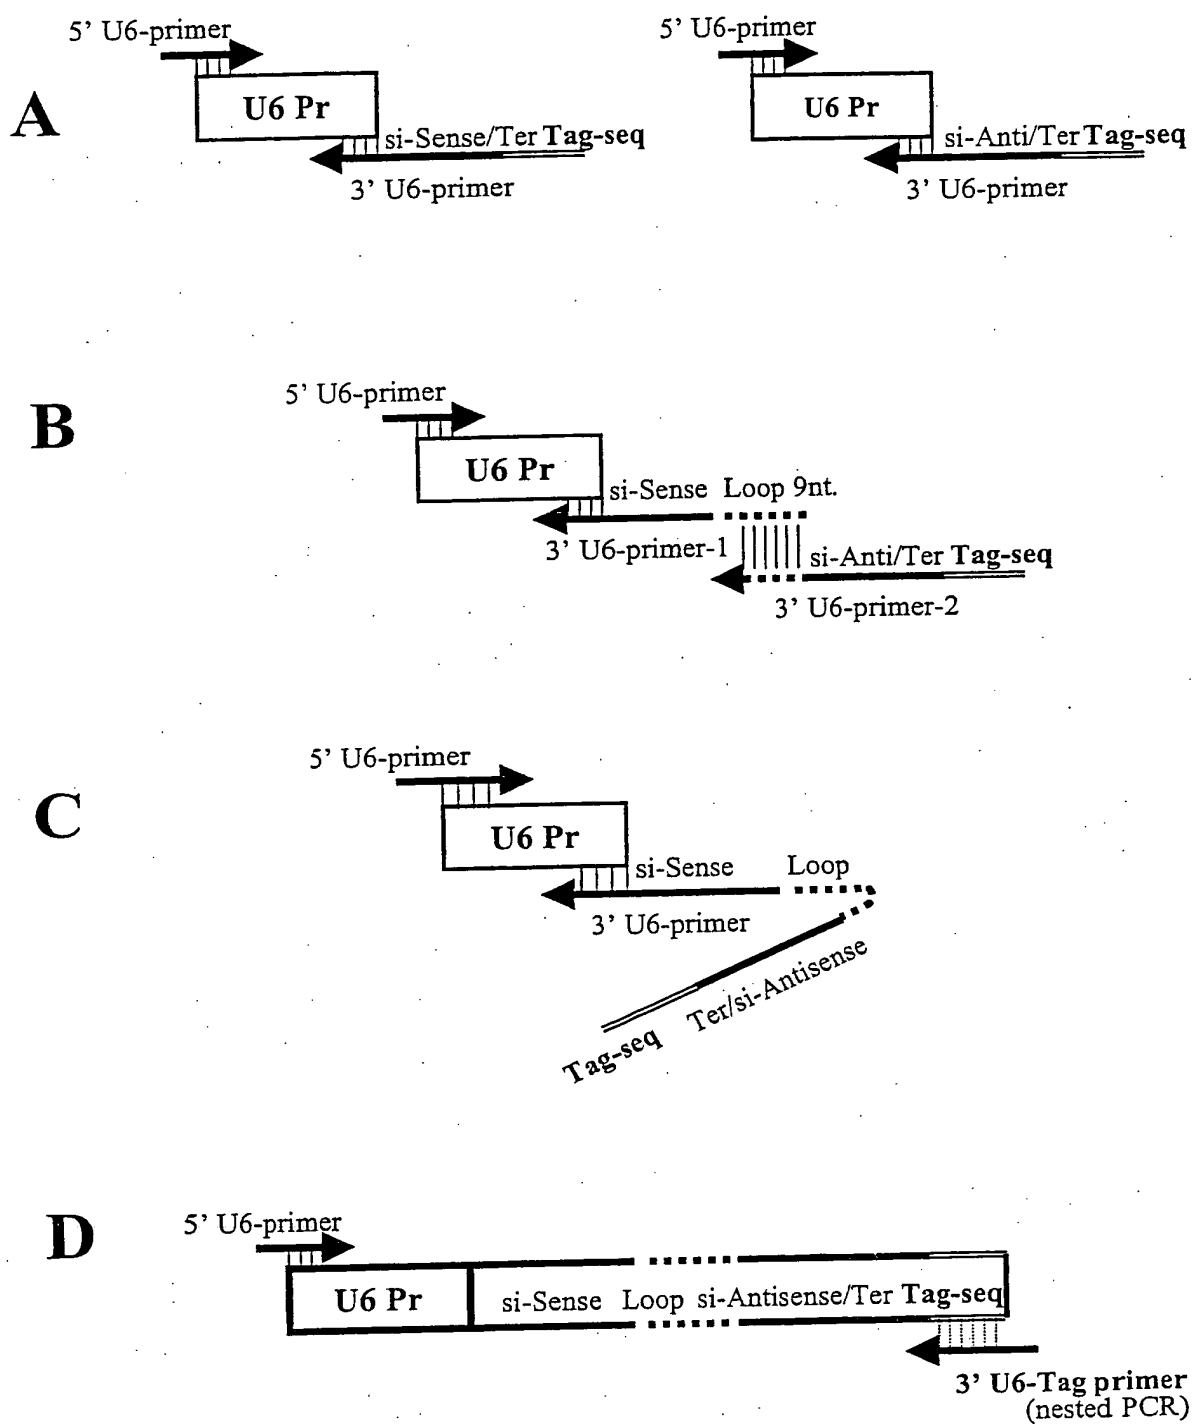 A
5' U6-primer
U6 Pr
si-Sense/Ter Tag-seq
3' U6-primer
5' U6-primer
U6 Pr
si-Anti/Ter Tag-seq
3' U6-primer
B
5' U6-primer
U6 Pr
si-Sense Loop 9nt.
3' U6-primer-1
si-Anti/Ter Tag-seq
3' U6-primer-2
C
5' U6-primer
U6 Pr
si-Sense Loop
3' U6-primer
Ter/si-Antisense
Tag-seq
D
5' U6-primer
U6 Pr
si-Sense Loop si-Antisense/Ter Tag-seq
3' U6-Tag primer
(nested PCR)